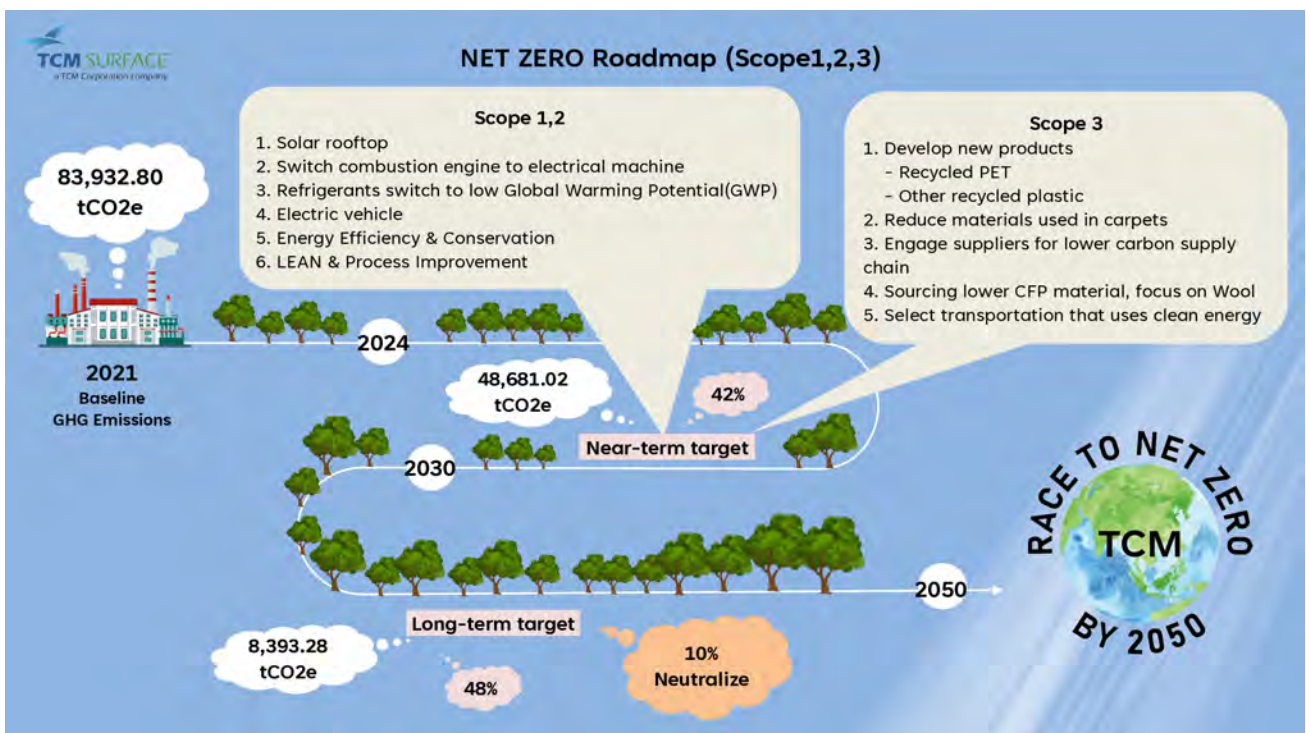 TCM SURFACE
a TCM Corporation company
NET ZERO Roadmap (Scope1,2,3)
83,932.80
tCO2e
2021
Baseline
GHG Emissions
Scope 1,2
1. Solar rooftop
2. Switch combustion engine to electrical machine
3. Refrigerants switch to low Global Warming Potential(GWP)
4. Electric vehicle
5. Energy Efficiency & Conservation
6. LEAN & Process Improvement
Scope 3
1. Develop new products
- Recycled PET
- Other recycled plastic
2. Reduce materials used in carpets
3. Engage suppliers for lower carbon supply
chain
4. Sourcing lower CFP material, focus on Wool
5. Select transportation that uses clean energy
2024
48,681.02
tCO2e
42%
Near-term target
2030
2050
Long-term target
8,393.28
tCO2e
48%
10%
Neutralize
RACE TO NET ZERO
TCM
BY 2050